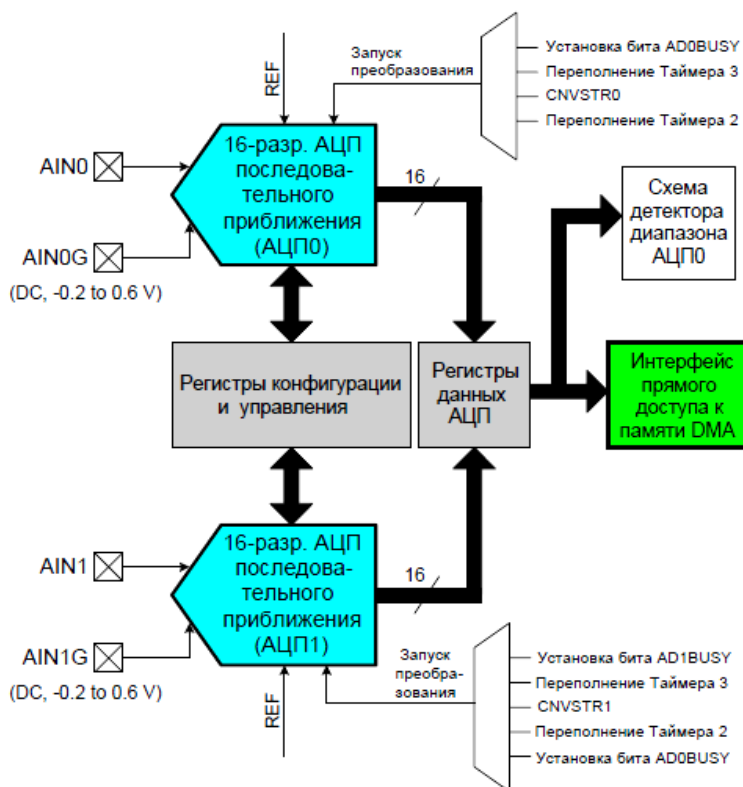 REF
Запуск
преобразования
Установка бита AD0BUSY
Переполнение Таймера 3
CNVSTR0
Переполнение Таймера 2
AIN0
AIN0G
(DC, -0.2 to 0.6 V)
16-разр. АЦП
последова-
тельного
приближения
(АЦП0)
16
Схема
детектора
диапазона
АЦП0
Регистры конфигурации
и управления
Регистры
данных
АЦП
Интерфейс
прямого
доступа к
памяти DMA
AIN1
AIN1G
(DC, -0.2 to 0.6 V)
16-разр. АЦП
последова-
тельного
приближения
(АЦП1)
16
REF
Запуск
преобра-
зования
Установка бита AD1BUSY
Переполнение Таймера 3
CNVSTR1
Переполнение Таймера 2
Установка бита AD0BUSY